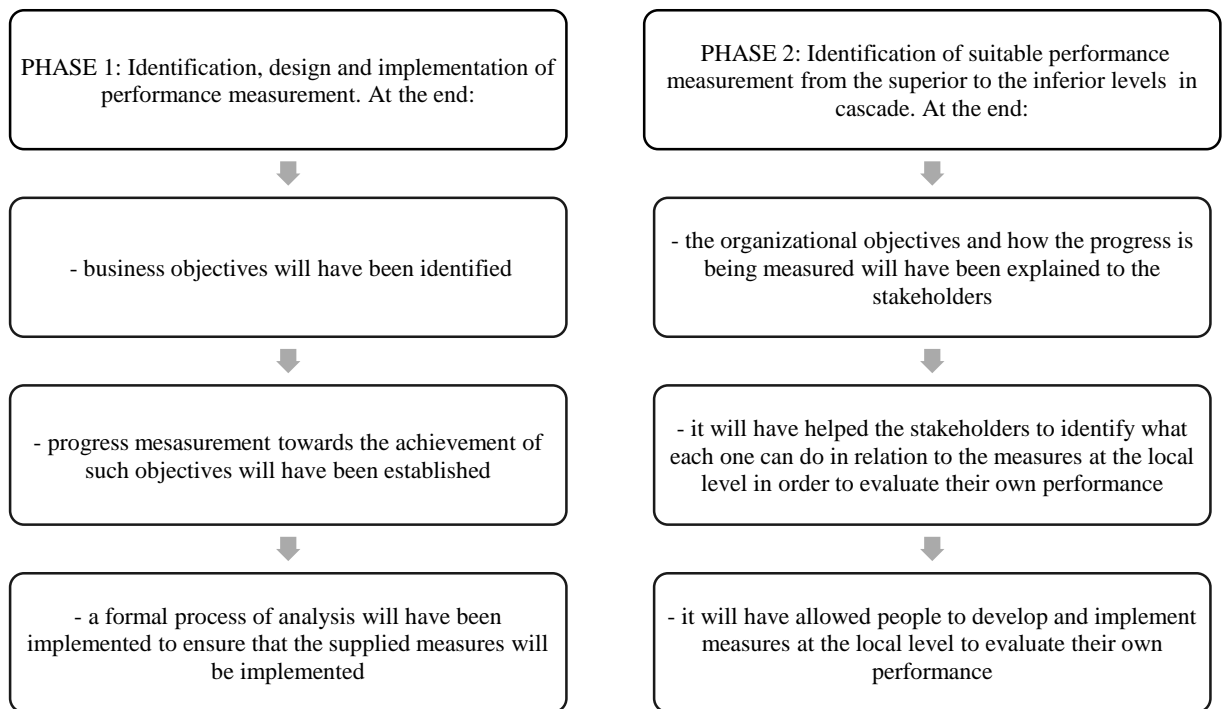 PHASE 1: Identification, design and implementation of
performance measurement. At the end:
- business objectives will have been identified
- progress mesasurement towards the achievement of
such objectives will have been established
- a formal process of analysis will have been
implemented to ensure that the supplied measures will
be implemented
PHASE 2: Identification of suitable performance
measurement from the superior to the inferior levels in
cascade. At the end:
- the organizational objectives and how the progress is
being measured will have been explained to the
stakeholders
- it will have helped the stakeholders to identify what
each one can do in relation to the measures at the local
level in order to evaluate their own performance
- it will have allowed people to develop and implement
measures at the local level to evaluate their own
performance